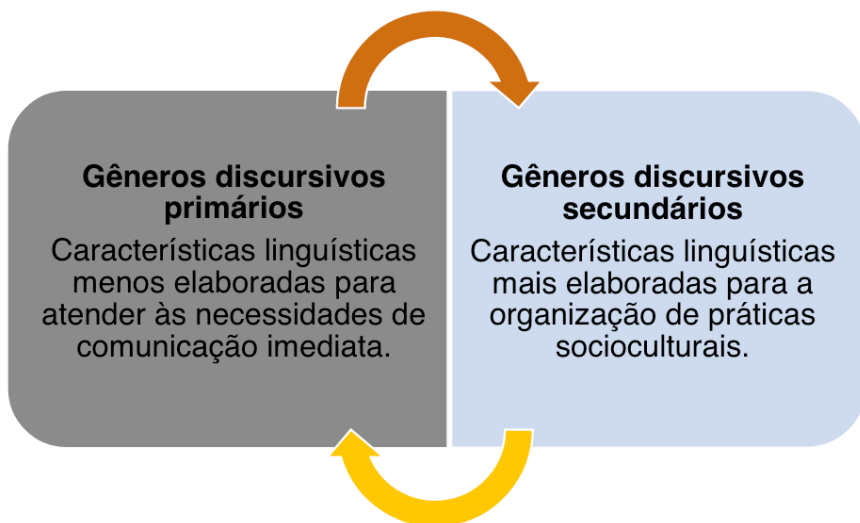 Gêneros discursivos
primários
Características linguísticas
menos elaboradas para
atender às necessidades de
comunicação imediata.
Gêneros discursivos
secundários
Características linguísticas
mais elaboradas para a
organização de práticas
socioculturais.